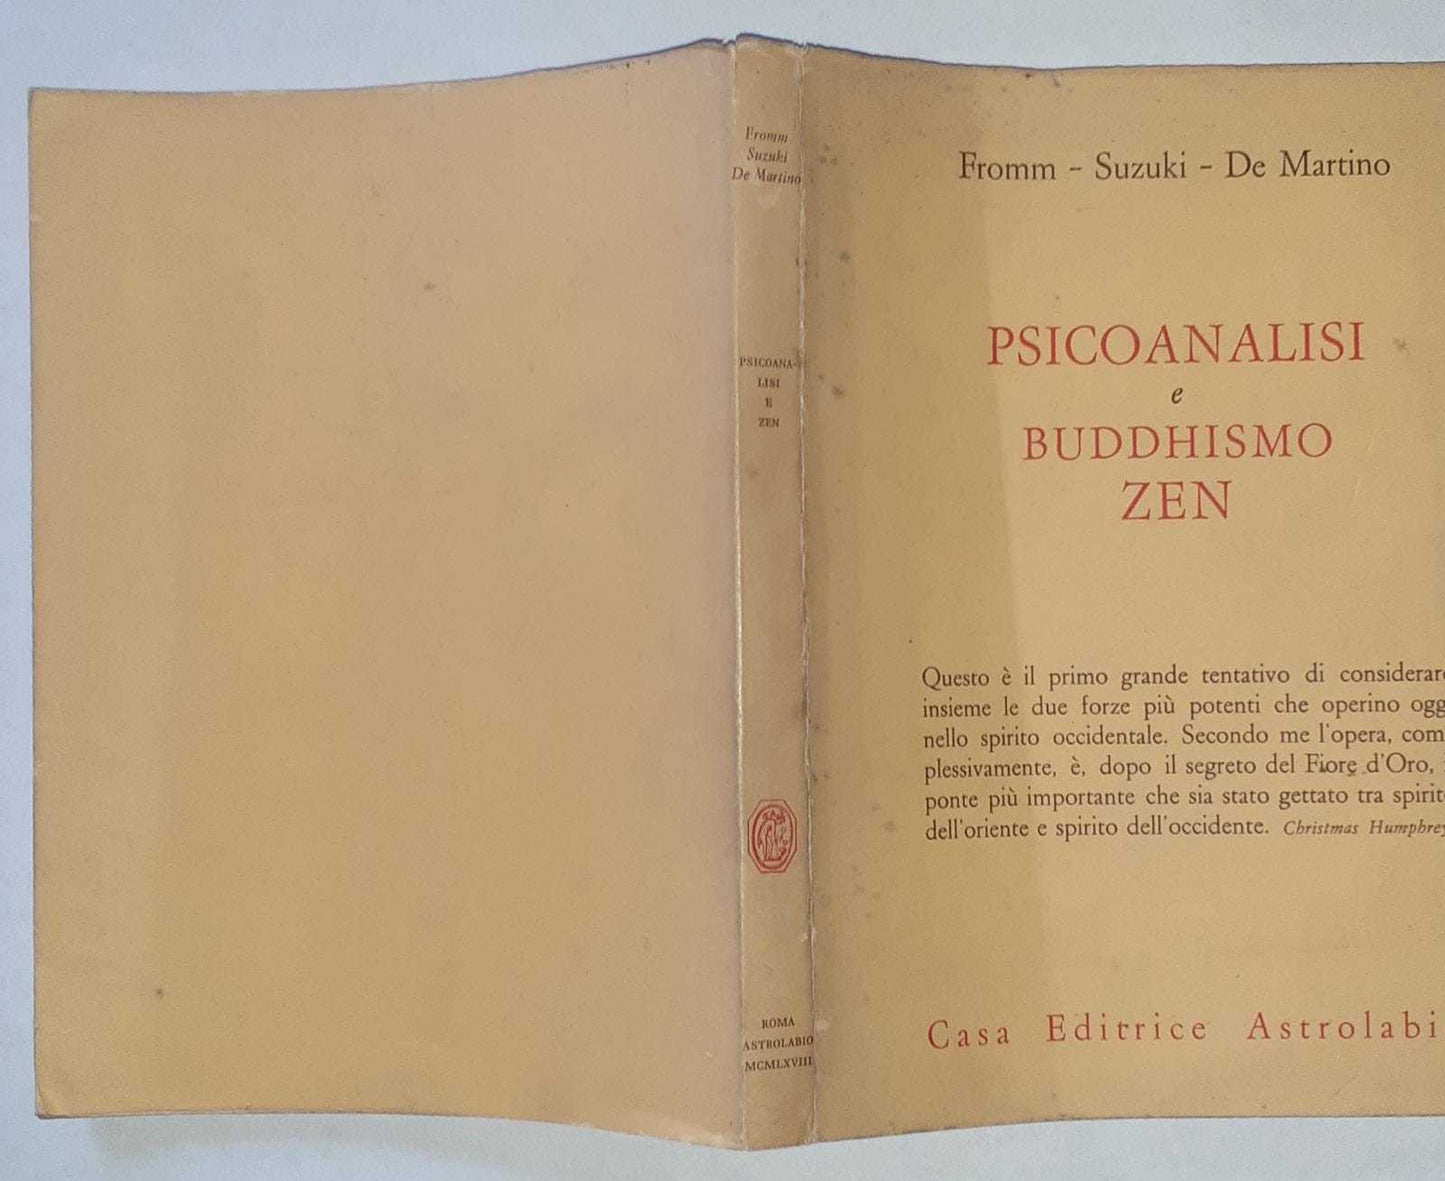 Fromm
Suzuki
De Martino
PSICOANA-
LISI
E
ZEN
ROMA
ASTROLABIO
MCMLXVIII
Fromm - Suzuki - De Martino
PSICOANALISI
e
BUDDHISMO
ZEN
Questo è il primo grande tentativo di considerare
insieme le due forze più potenti che operino ogg
nello spirito occidentale. Secondo me l'opera, com
plessivamente, è, dopo il segreto del Fiore d'Oro,
ponte più importante che sia stato gettato tra spirit
dell'oriente e spirito dell'occidente. Christmas Humphrey
Casa Editrice Astrolabi